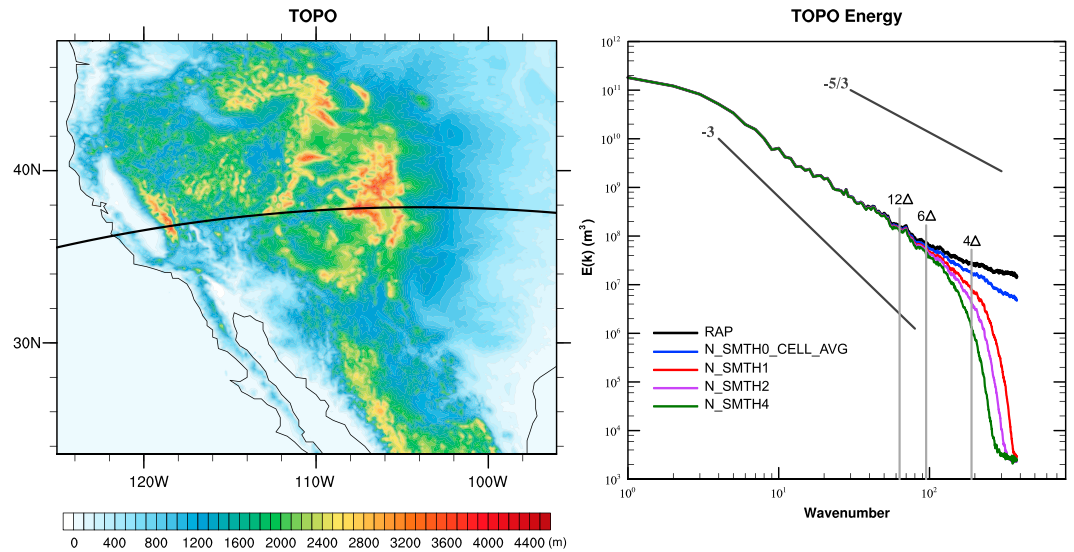 TOPO
40N
30N
120W
110W
100W
0 400 800 1200 1600 2000 2400 2800 3200 3600 4000 4400 (m)
TOPO Energy
10¹²
10¹¹
10¹⁰
10⁹
10⁸
10⁷
10⁶
10⁵
10⁴
10³
E(k) (m³)
-5/3
-3
12Δ
6Δ
4Δ
RAP
N_SMTH0_CELL_AVG
N_SMTH1
N_SMTH2
N_SMTH4
10⁰ 10¹ 10²
Wavenumber